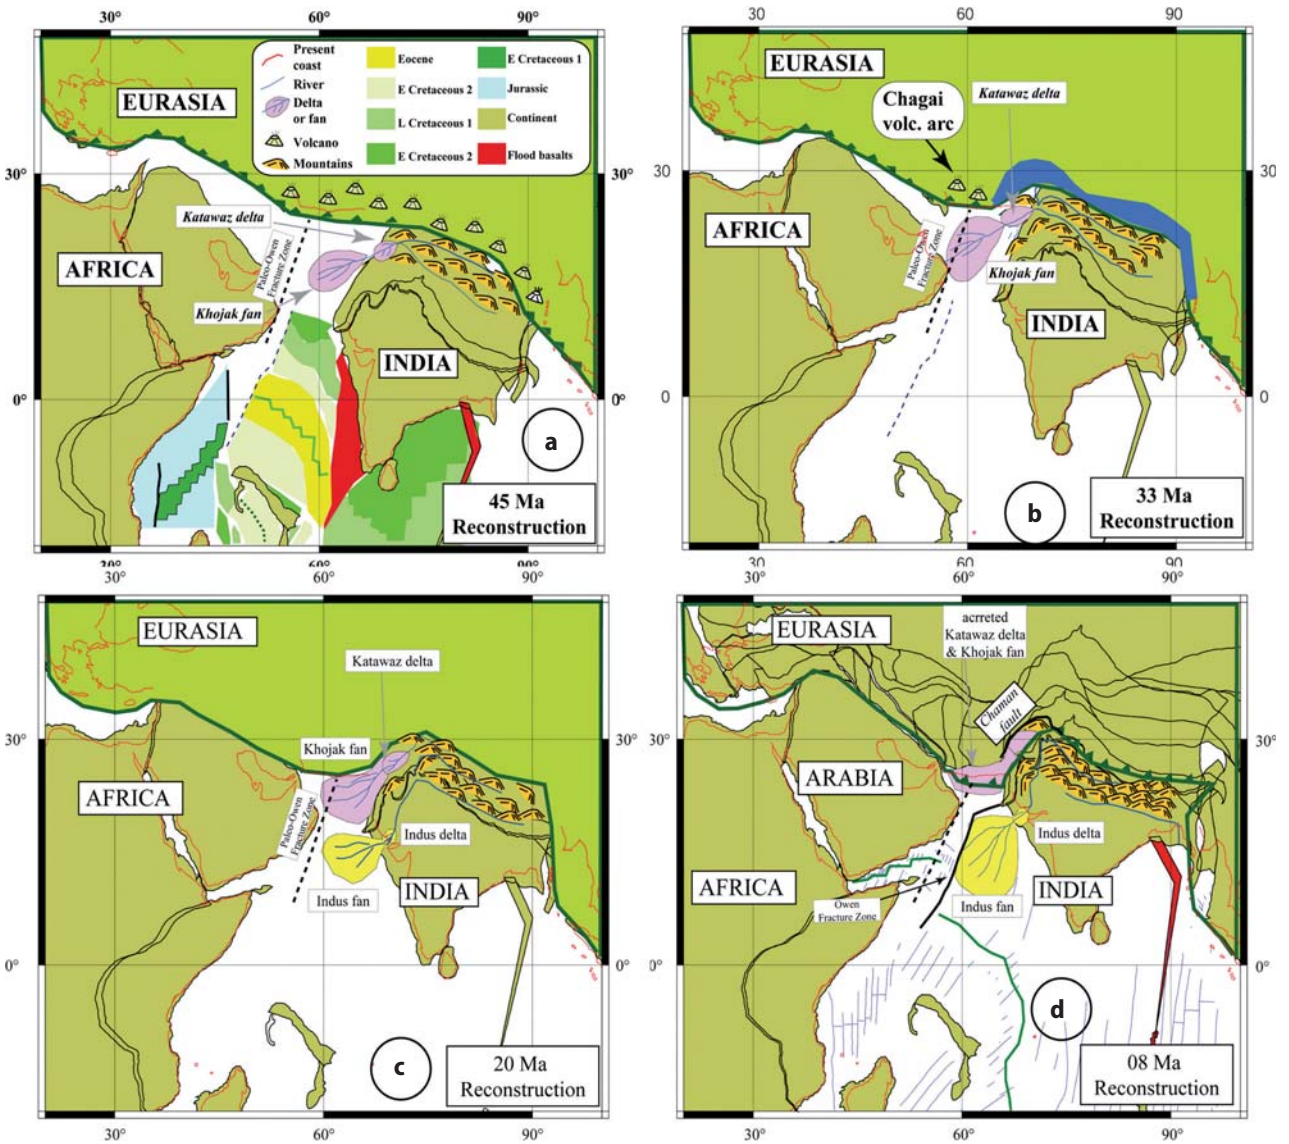 30°
60°
90°
EURASIA
Present
coast
River
Delta
or fan
Volcano
Mountains
Eocene
E Cretaceous 2
L Cretaceous 1
E Cretaceous 2
E Cretaceous 1
Jurassic
Continent
Flood basalts
30°
30°
Katawaz delta
Paleo-Owen
Fracture Zone
AFRICA
Khojak fan
INDIA
0°
0°
a
45 Ma
Reconstruction
30°
60°
90°
30
60
90
EURASIA
Chagai
volc. arc
Katawaz delta
30
30
AFRICA
Paleo-Owen
Fracture Zone
Khojak fan
INDIA
0
0
b
33 Ma
Reconstruction
30
60°
90°
30°
60°
90°
EURASIA
Katawaz delta
30°
30°
Khojak fan
AFRICA
Paleo-Owen
Fracture Zone
Indus delta
INDIA
Indus fan
0°
0°
c
20 Ma
Reconstruction
30°
60°
90°
EURASIA
acrreted
Katawaz delta
& Khojak fan
Chaman
fault
30°
ARABIA
Indus delta
AFRICA
Owen
Fracture Zone
Indus fan
INDIA
0°
0°
d
08 Ma
Reconstruction
30°
60°
90°